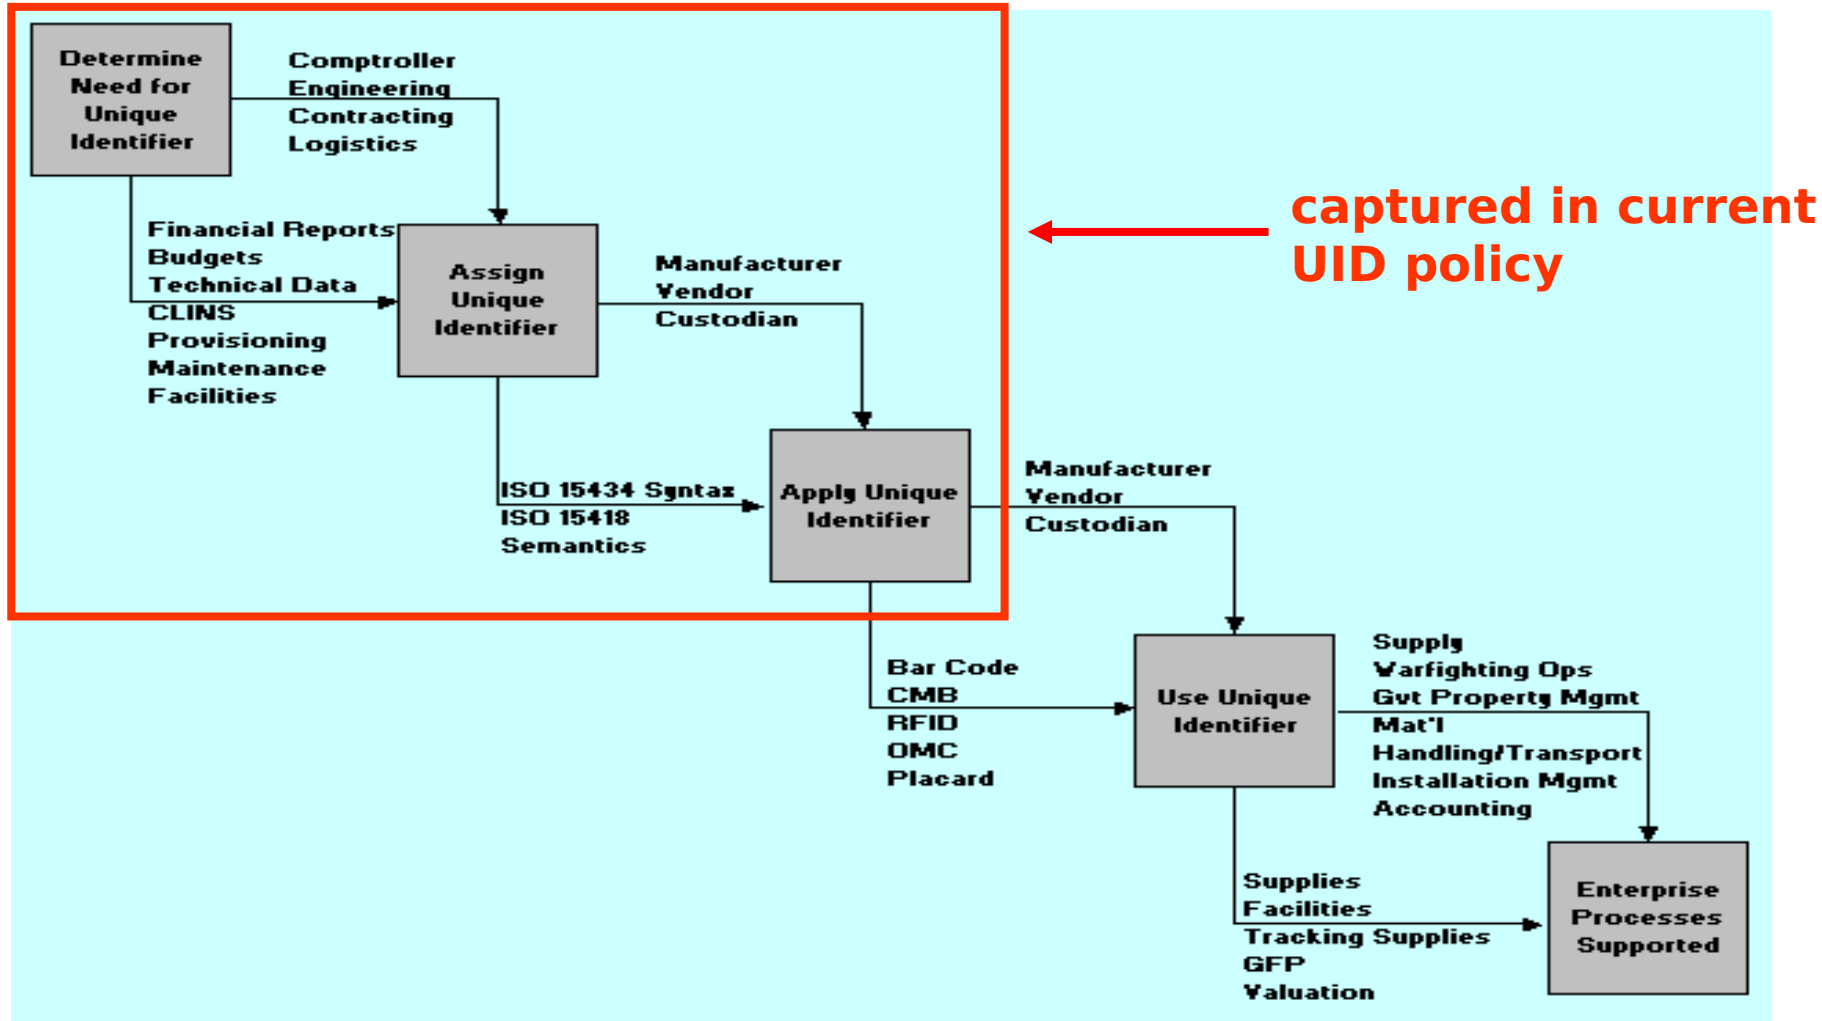 Determine
Need for
Unique
Identifier
Comptroller
Engineering
Contracting
Logistics
captured in current
UID policy
Financial Reports
Budgets
Technical Data
CLINS
Provisioning
Maintenance
Facilities
Assign
Unique
Identifier
Manufacturer
Vendor
Custodian
ISO 15434 Syntax
ISO 15418
Semantics
Apply Unique
Identifier
Manufacturer
Vendor
Custodian
Bar Code
CMB
RFID
OMC
Placard
Use Unique
Identifier
Supply
Warfighting Ops
Gvt Property Mgmt
Mat'l
Handling/Transport
Installation Mgmt
Accounting
Supplies
Facilities
Tracking Supplies
GFP
Valuation
Enterprise
Processes
Supported